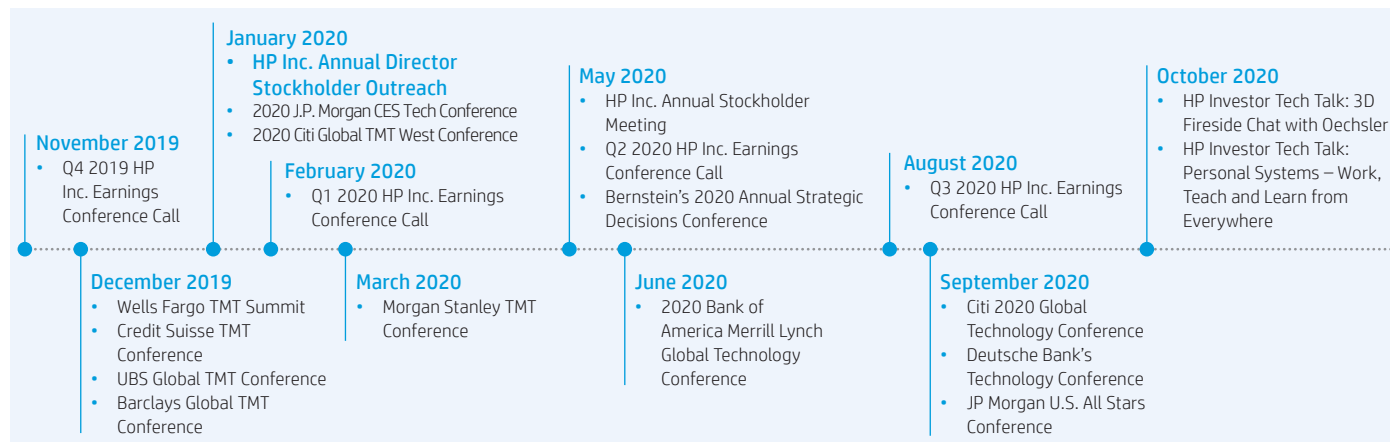 November 2019
• Q4 2019 HP
Inc. Earnings
Conference Call
December 2019
• Wells Fargo TMT Summit
• Credit Suisse TMT
Conference
• UBS Global TMT Conference
• Barclays Global TMT
Conference
January 2020
• HP Inc. Annual Director
Stockholder Outreach
• 2020 J.P. Morgan CES Tech Conference
• 2020 Citi Global TMT West Conference
February 2020
• Q1 2020 HP Inc. Earnings
Conference Call
March 2020
• Morgan Stanley TMT
Conference
May 2020
• HP Inc. Annual Stockholder
Meeting
• Q2 2020 HP Inc. Earnings
Conference Call
• Bernstein’s 2020 Annual Strategic
Decisions Conference
June 2020
• 2020 Bank of
America Merrill Lynch
Global Technology
Conference
August 2020
• Q3 2020 HP Inc. Earnings
Conference Call
September 2020
• Citi 2020 Global
Technology Conference
• Deutsche Bank’s
Technology Conference
• JP Morgan U.S. All Stars
Conference
October 2020
• HP Investor Tech Talk: 3D
Fireside Chat with Oechsler
• HP Investor Tech Talk:
Personal Systems – Work,
Teach and Learn from
Everywhere